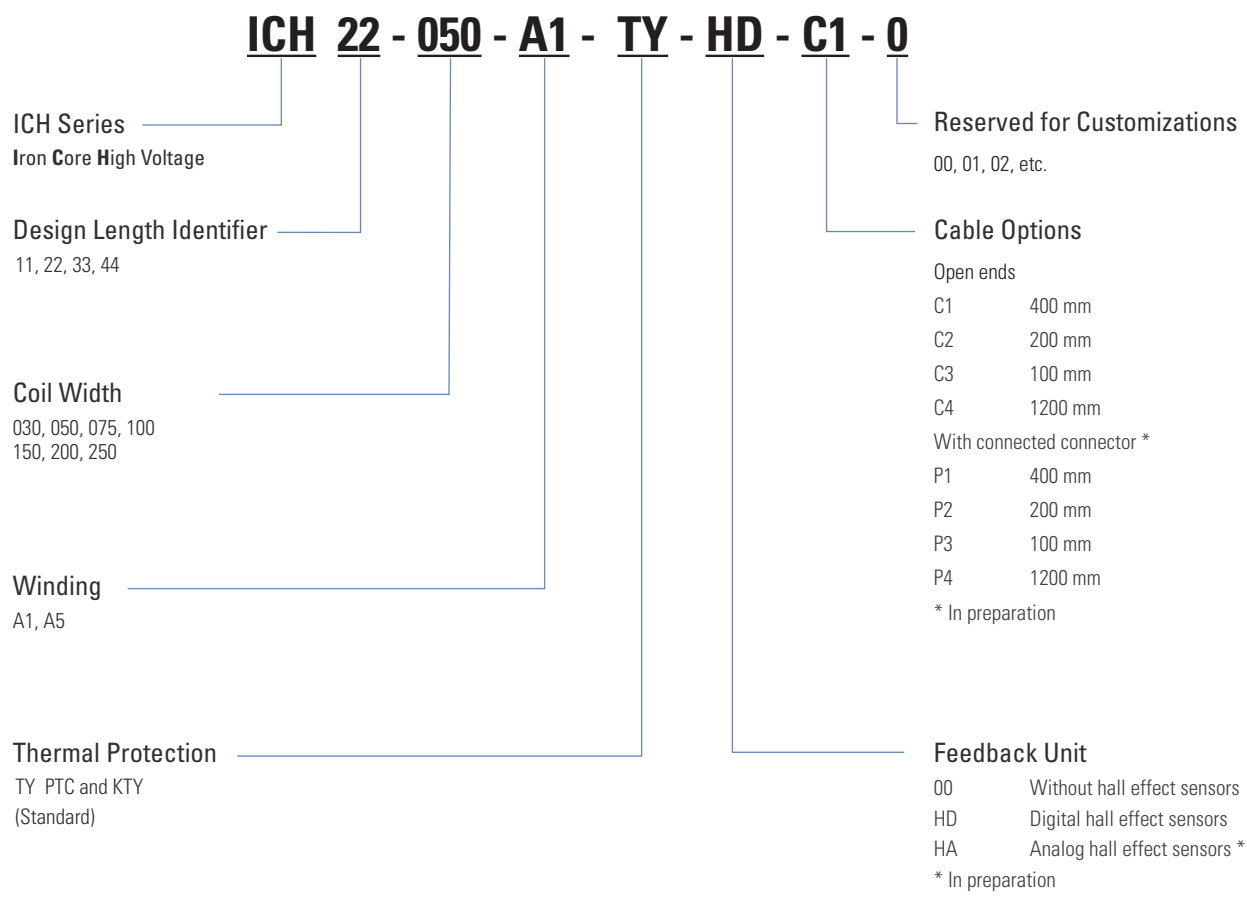 ICH 22 - 050 - A1 - TY - HD - C1 - 0
ICH Series
Iron Core High Voltage
Design Length Identifier
11, 22, 33, 44
Coil Width
030, 050, 075, 100
150, 200, 250
Winding
A1, A5
Thermal Protection
TY PTC and KTY
(Standard)
Reserved for Customizations
00, 01, 02, etc.
Cable Options
Open ends
C1 400 mm
C2 200 mm
C3 100 mm
C4 1200 mm
With connected connector *
P1 400 mm
P2 200 mm
P3 100 mm
P4 1200 mm
* In preparation
Feedback Unit
00 Without hall effect sensors
HD Digital hall effect sensors
HA Analog hall effect sensors *
* In preparation